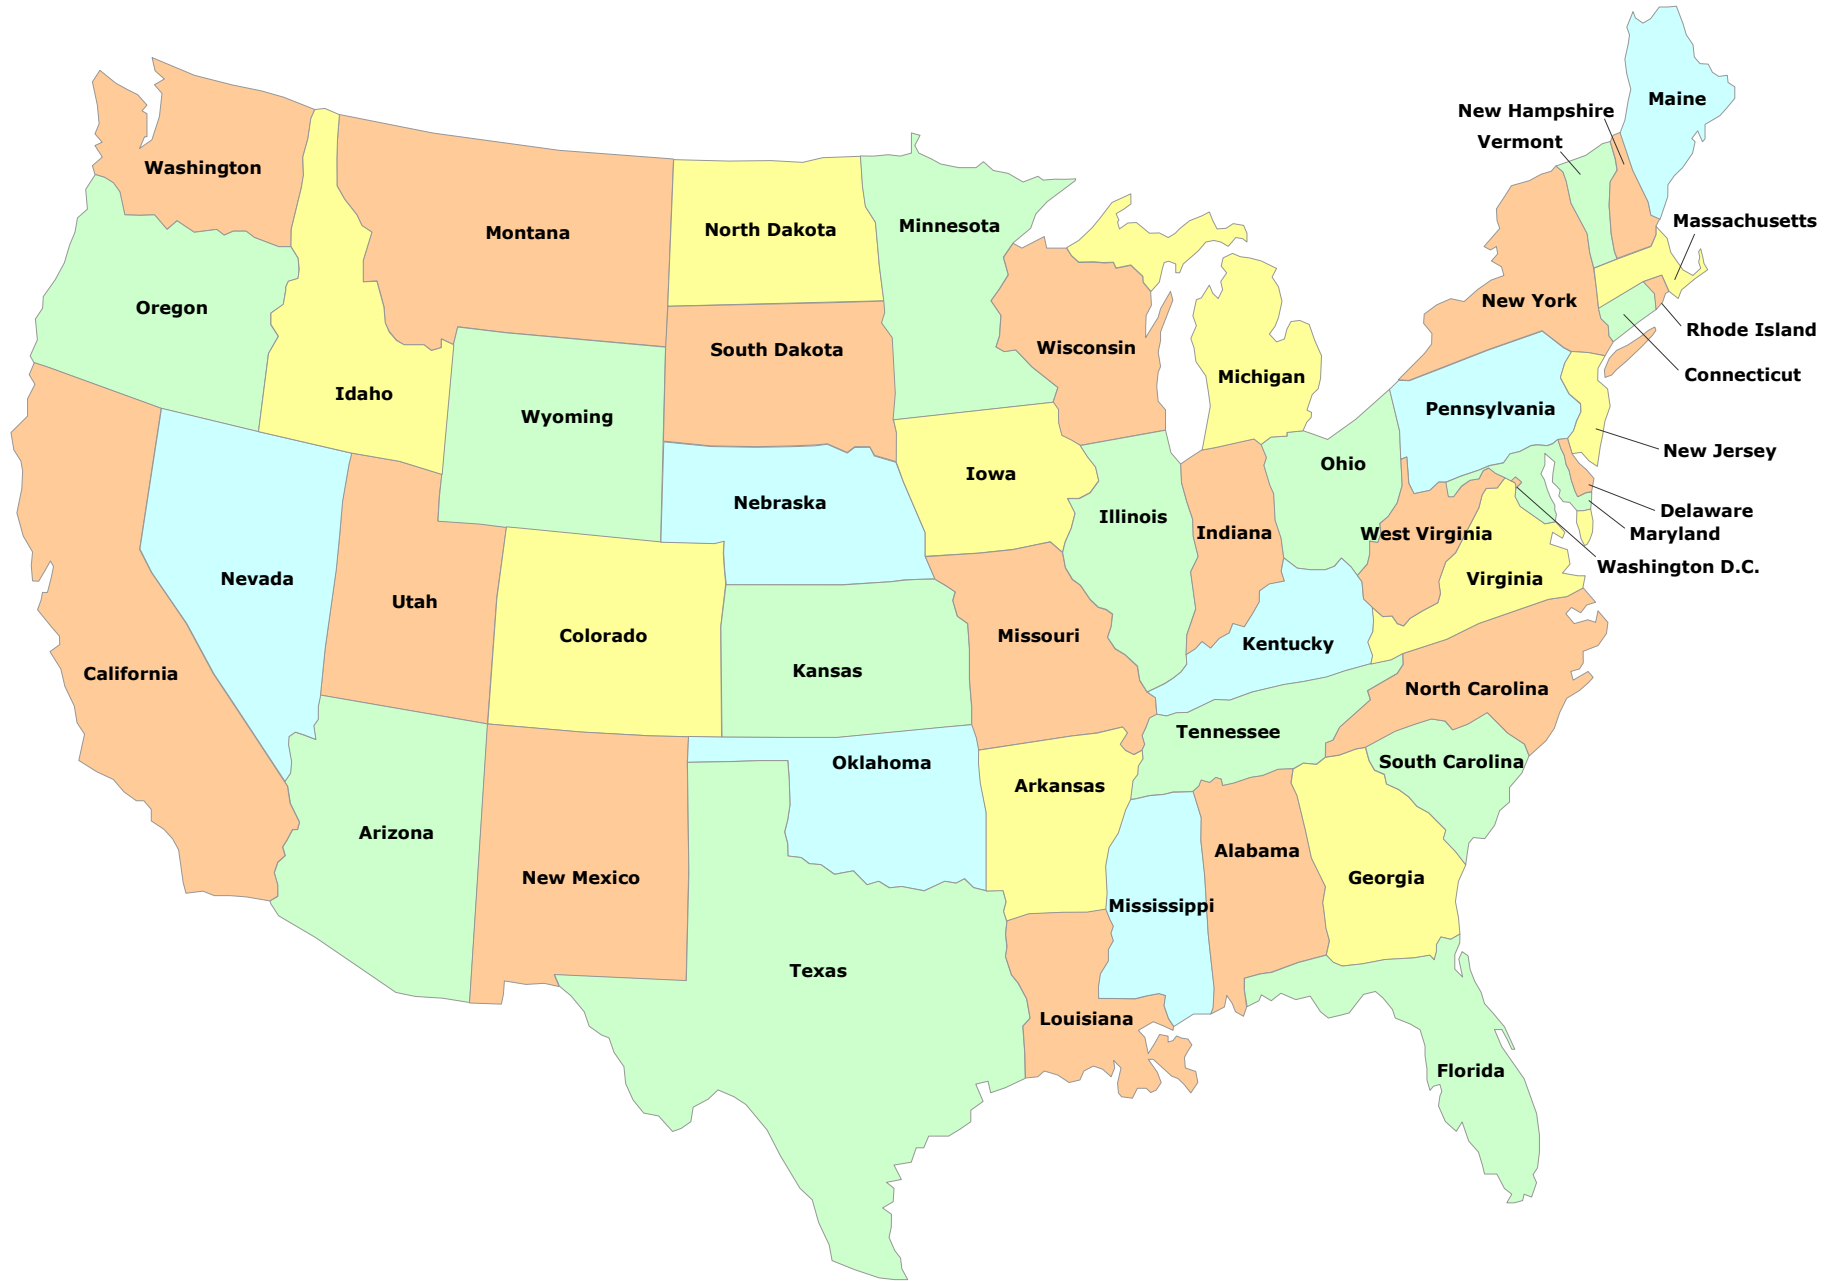 Maine
New Hampshire
Vermont
Washington
Massachusetts
Minnesota
North Dakota
Montana
New York
Oregon
Rhode Island
Wisconsin
South Dakota
Connecticut
Michigan
Idaho
Pennsylvania
Wyoming
New Jersey
Ohio
Iowa
Nebraska
Delaware
Illinois
Indiana
West Virginia
Maryland
Washington D.C.
Nevada
Virginia
Utah
Colorado
Missouri
Kentucky
Kansas
California
North Carolina
Tennessee
Oklahoma
South Carolina
Arkansas
Arizona
Alabama
New Mexico
Georgia
Mississippi
Texas
Louisiana
Florida